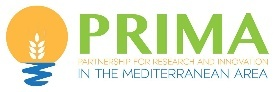 PRIMA
PARTNERSHIP FOR RESEARCH AND INNOVATION
IN THE MEDITERRANEAN AREA